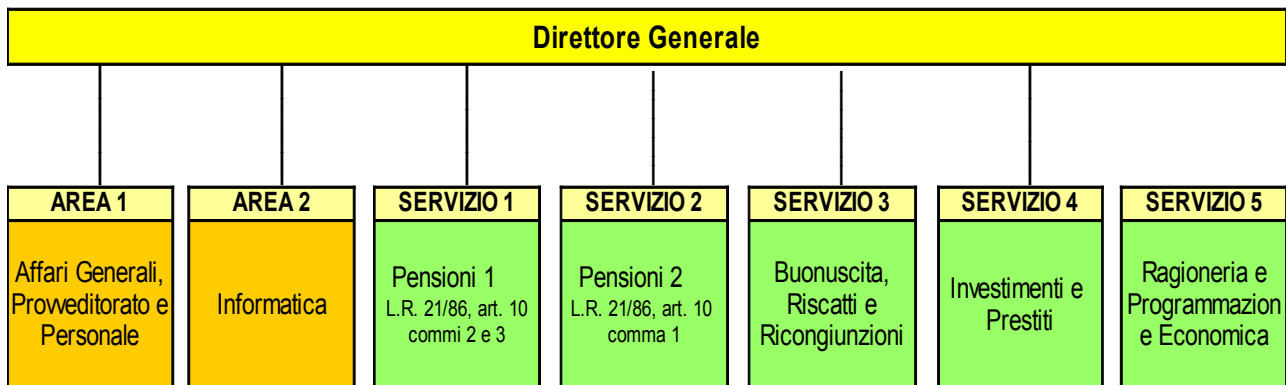 Direttore Generale
AREA 1
Affari Generali,
Provveditorato e
Personale
AREA 2
Informatica
SERVIZIO 1
Pensioni 1
L.R. 21/86, art. 10
commi 2 e 3
SERVIZIO 2
Pensioni 2
L.R. 21/86, art. 10
comma 1
SERVIZIO 3
Buonuscita,
Riscatti e
Ricongiunzioni
SERVIZIO 4
Investimenti e
Prestiti
SERVIZIO 5
Ragioneria e
Programmazion
e Economica